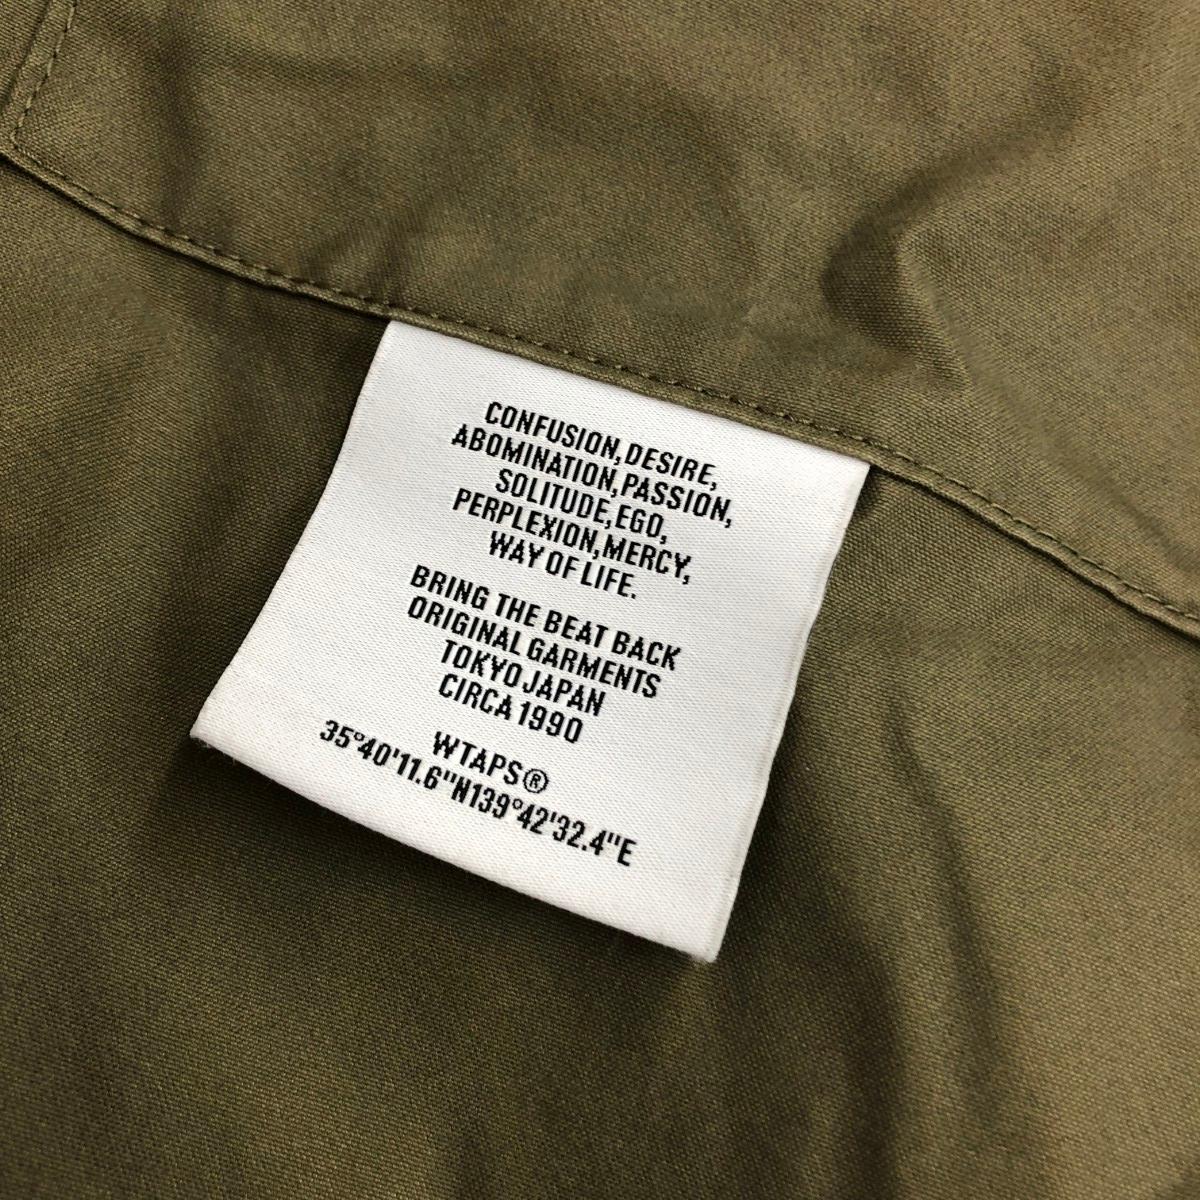 CONFUSION, DESIRE,
ABOMINATION, PASSION,
SOLITUDE, EGO,
PERPLEXION, MERCY,
WAY OF LIFE.
BRING THE BEAT BACK
ORIGINAL GARMENTS
TOKYO JAPAN
CIRCA 1990
WTAPS®
35°40'11.6"N139°42'32.4"E